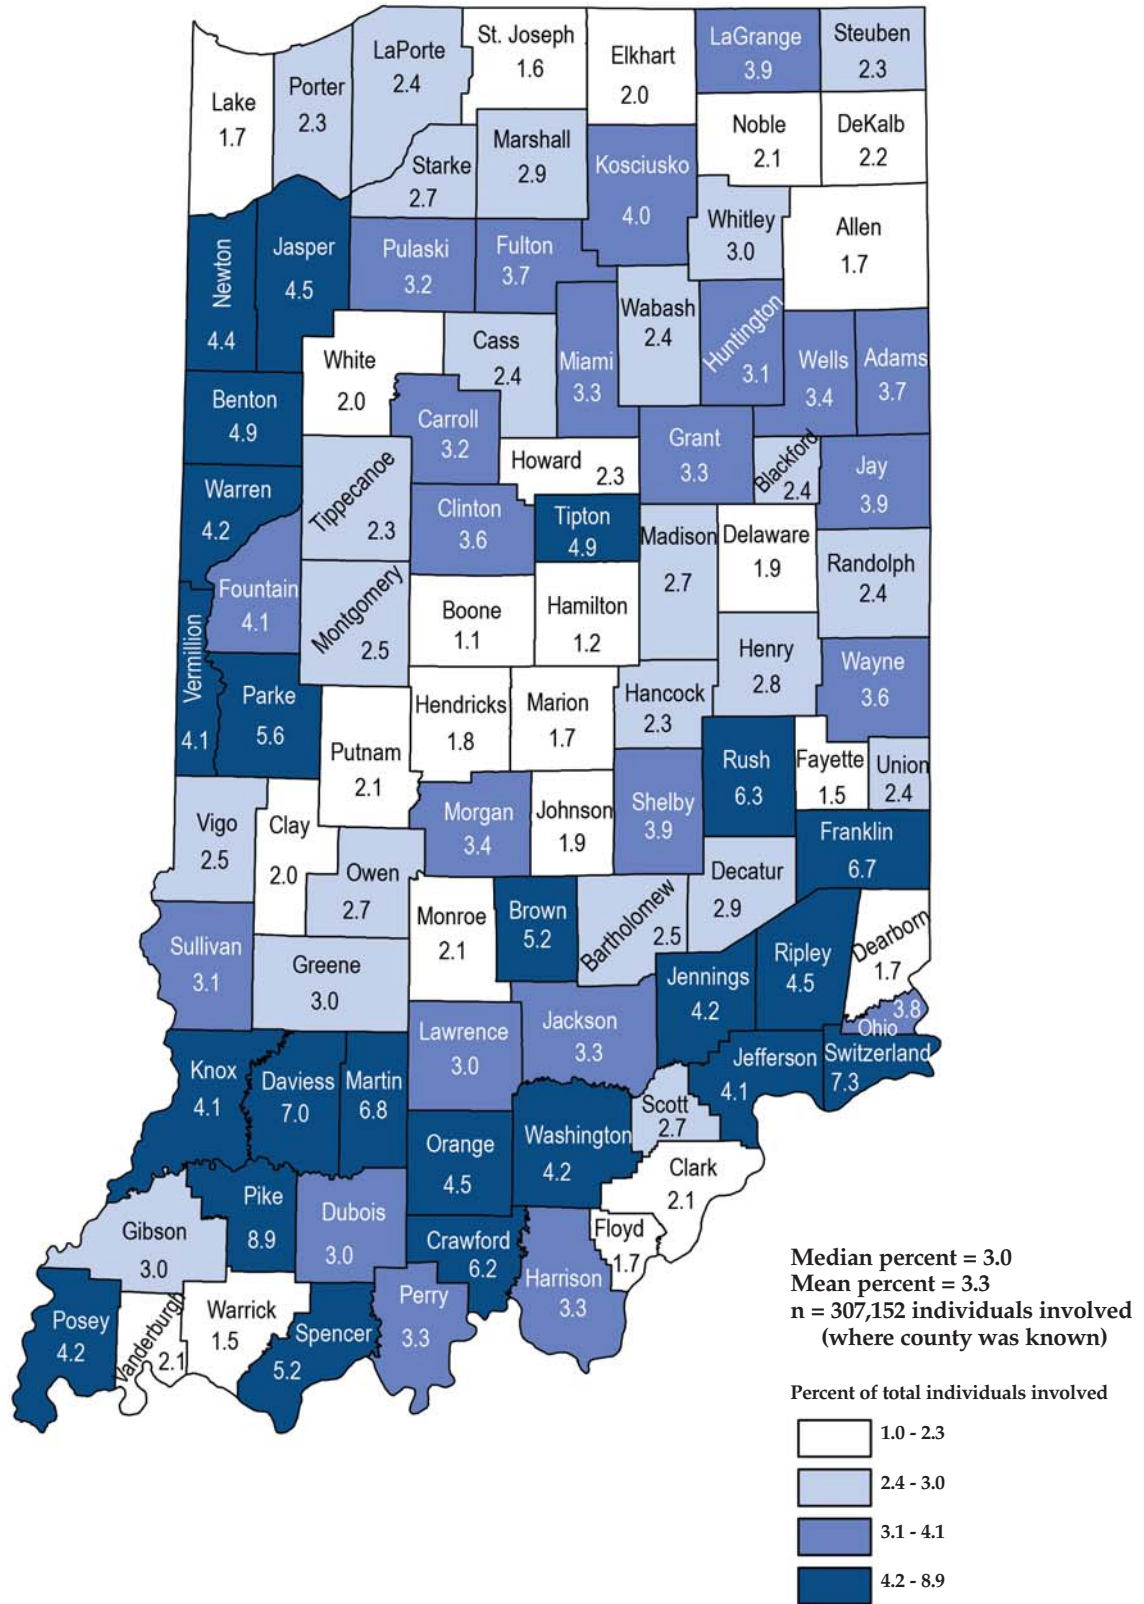 St. Joseph
1.6
LaPorte
2.4
Elkhart
2.0
LaGrange
3.9
Steuben
2.3
Lake
1.7
Porter
2.3
Noble
2.1
DeKalb
2.2
Starke
2.7
Marshall
2.9
Kosciusko
4.0
Whitley
3.0
Allen
1.7
Newton
4.4
Jasper
4.5
Pulaski
3.2
Fulton
3.7
Wabash
2.4
Huntington
3.1
White
2.0
Cass
2.4
Miami
3.3
Wells
3.4
Adams
3.7
Benton
4.9
Carroll
3.2
Howard 2.3
Grant
3.3
Blackford
2.4
Jay
3.9
Warren
4.2
Tippecanoe
2.3
Clinton
3.6
Tipton
4.9
Madison
2.7
Delaware
1.9
Randolph
2.4
Fountain
4.1
Montgomery
2.5
Boone
1.1
Hamilton
1.2
Henry
2.8
Wayne
3.6
Vermillion
4.1
Parke
5.6
Putnam
2.1
Hendricks
1.8
Marion
1.7
Hancock
2.3
Rush
6.3
Fayette
1.5
Union
2.4
Vigo
2.5
Clay
2.0
Owen
2.7
Morgan
3.4
Johnson
1.9
Shelby
3.9
Franklin
6.7
Decatur
2.9
Sullivan
3.1
Greene
3.0
Monroe
2.1
Brown
5.2
Bartholomew
2.5
Jennings
4.2
Ripley
4.5
Dearborn
1.7
3.8
Ohio
Knox
4.1
Daviess
7.0
Martin
6.8
Lawrence
3.0
Jackson
3.3
Jefferson
4.1
Switzerland
7.3
Scott
2.7
Orange
4.5
Washington
4.2
Clark
2.1
Gibson
3.0
Pike
8.9
Dubois
3.0
Crawford
6.2
Harrison
3.3
Floyd
1.7
Posey
4.2
Vanderburgh
2.1
Warrick
1.5
Spencer
5.2
Perry
3.3
Median percent = 3.0
Mean percent = 3.3
n = 307,152 individuals involved
(where county was known)
Percent of total individuals involved
1.0 - 2.3
2.4 - 3.0
3.1 - 4.1
4.2 - 8.9